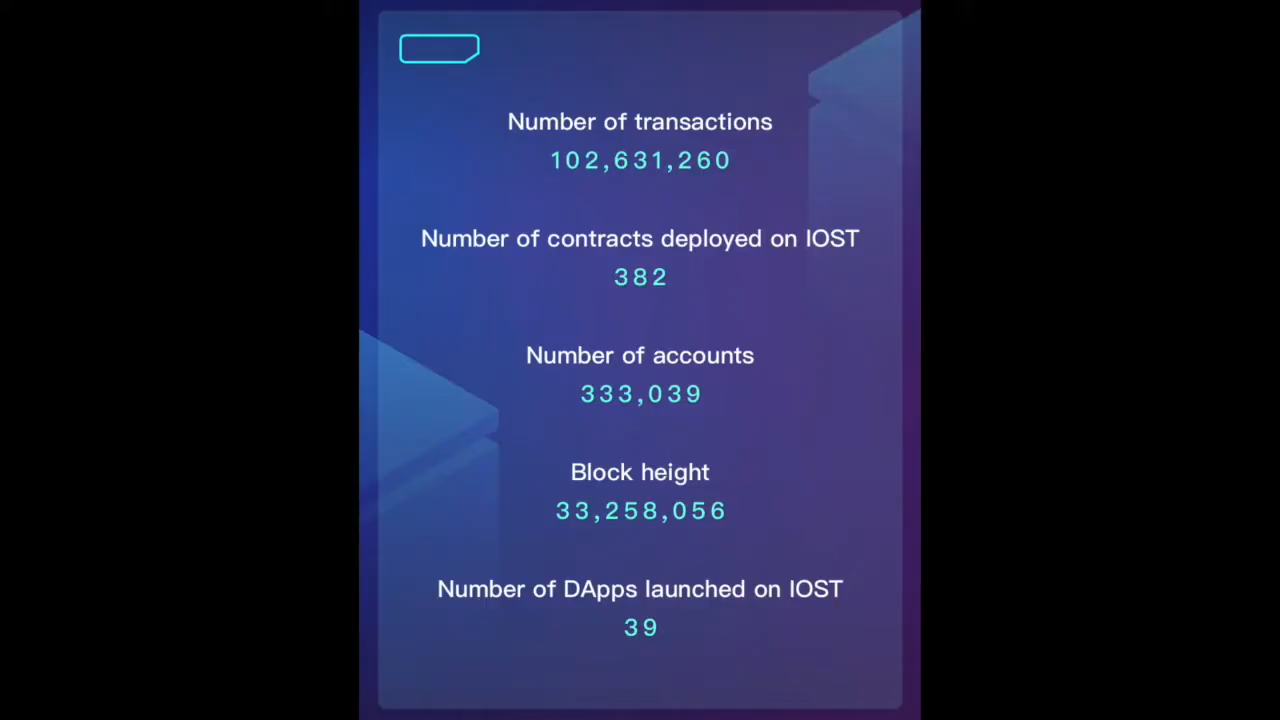 Number of transactions
102,631,260
Number of contracts deployed on IOST
382
Number of accounts
333,039
Block height
33,258,056
Number of DApps launched on IOST
39